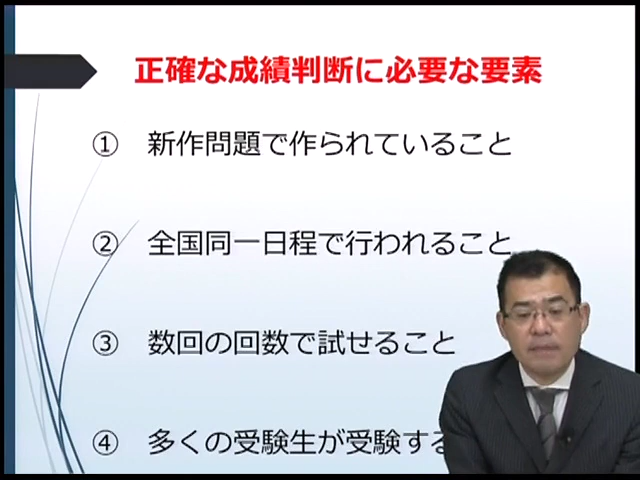 正確な成績判断に必要な要素
① 新作問題で作られていること
② 全国同一日程で行われること
③ 数回の回数で試せること
④ 多くの受験生が受験する